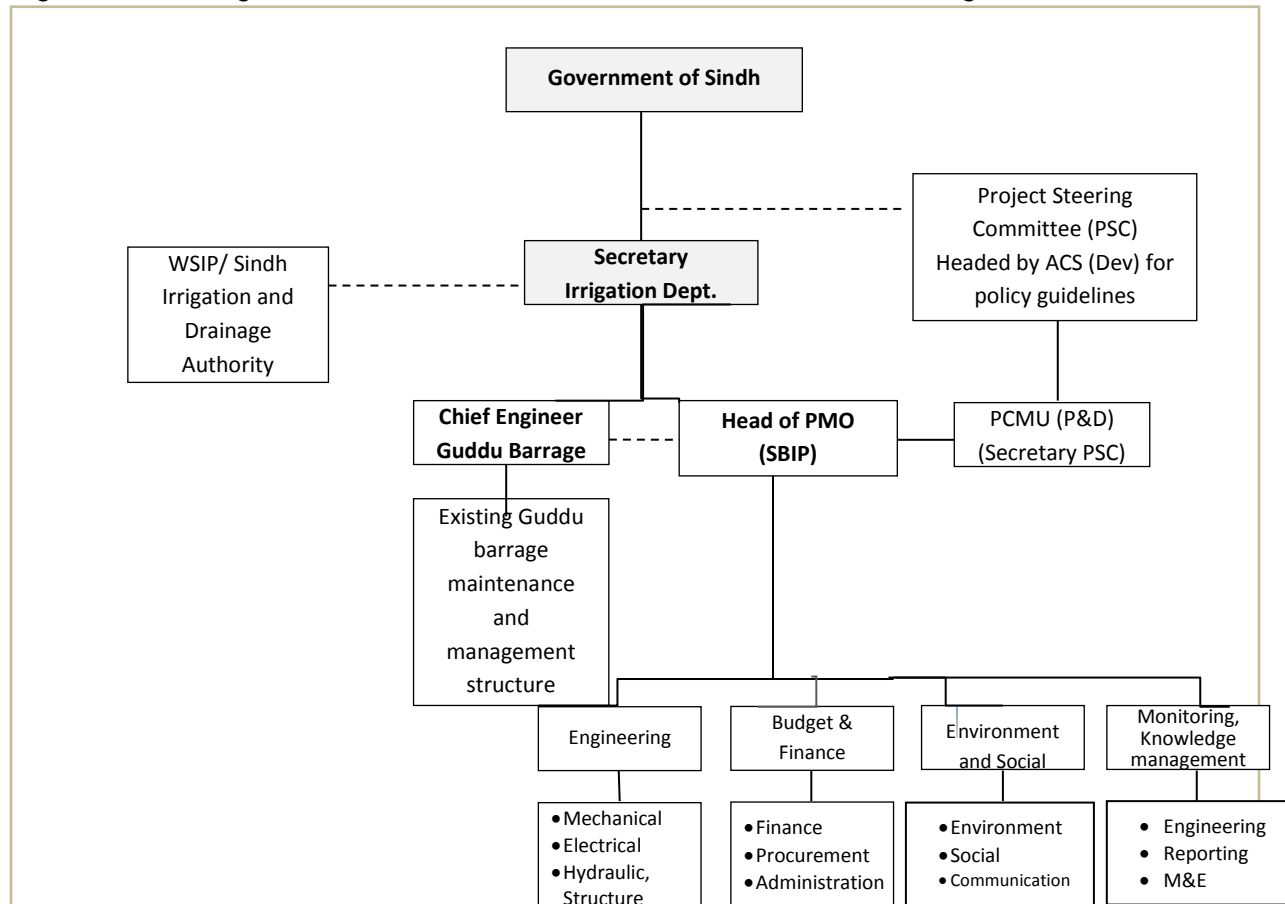 Government of Sindh
Project Steering
Committee (PSC)
Headed by ACS (Dev) for
policy guidelines
WSIP/ Sindh
Irrigation and
Drainage
Authority
Secretary
Irrigation Dept.
Chief Engineer
Guddu Barrage
Head of PMO
(SBIP)
PCMU (P&D)
(Secretary PSC)
Existing Guddu
barrage
maintenance
and
management
structure
Engineering
Budget &
Finance
Environment
and Social
Monitoring,
Knowledge
management
•Mechanical
•Electrical
•Hydraulic,
Structure
•Finance
•Procurement
•Administration
•Environment
•Social
•Communication
• Engineering
• Reporting
• M&E